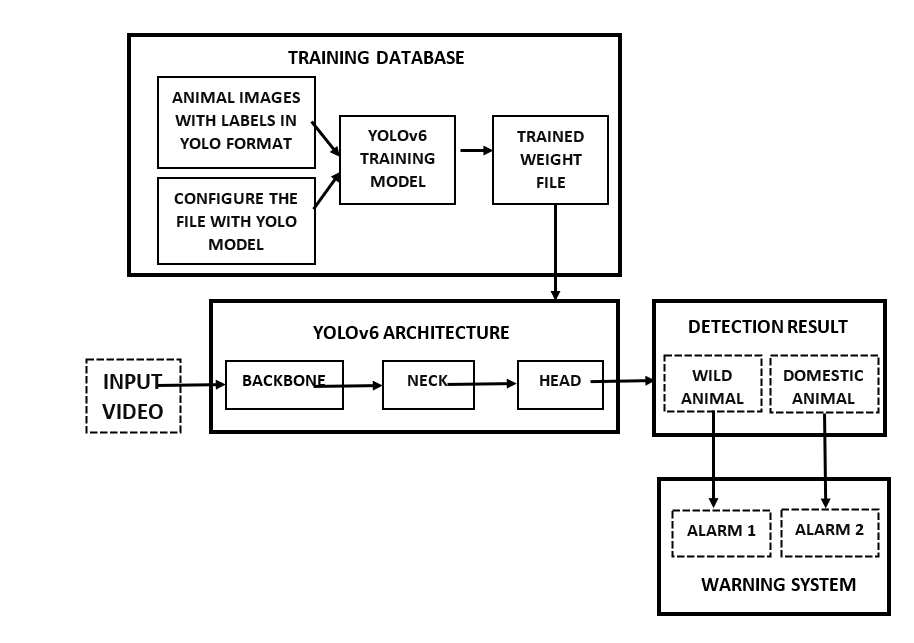 TRAINING DATABASE
ANIMAL IMAGES
WITH LABELS IN
YOLO FORMAT
CONFIGURE THE
FILE WITH YOLO
MODEL
YOLOv6
TRAINING
MODEL
TRAINED
WEIGHT
FILE
YOLOv6 ARCHITECTURE
INPUT
VIDEO
BACKBONE
NECK
HEAD
DETECTION RESULT
WILD
ANIMAL
DOMESTIC
ANIMAL
ALARM 1
ALARM 2
WARNING SYSTEM